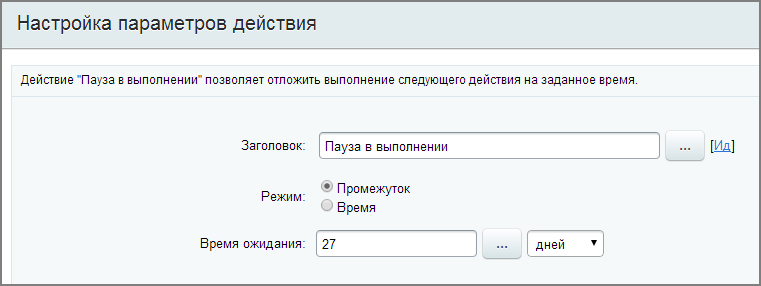 Настройка параметров действия
Действие "Пауза в выполнении" позволяет отложить выполнение следующего действия на заданное время.
Заголовок: Пауза в выполнении ... [Ид]
Режим: Промежуток
Время
Время ожидания: 27 ... дней